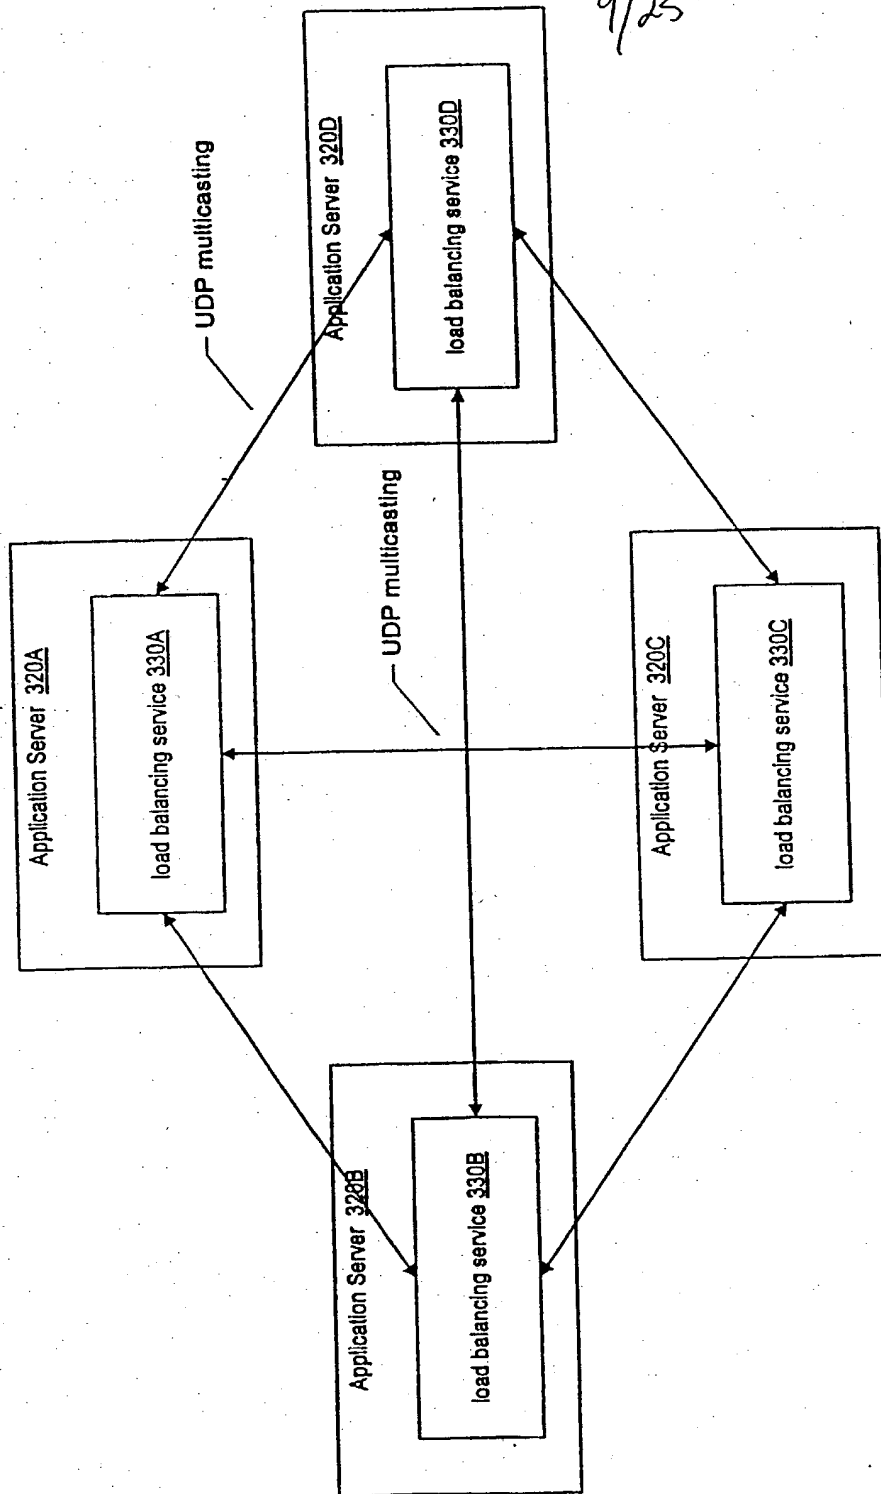 9/25
Application Server 320A
load balancing service 330A
UDP multicasting
Application Server 320B
load balancing service 330B
UDP multicasting
Application Server 320D
load balancing service 330D
Application Server 320C
load balancing service 330C